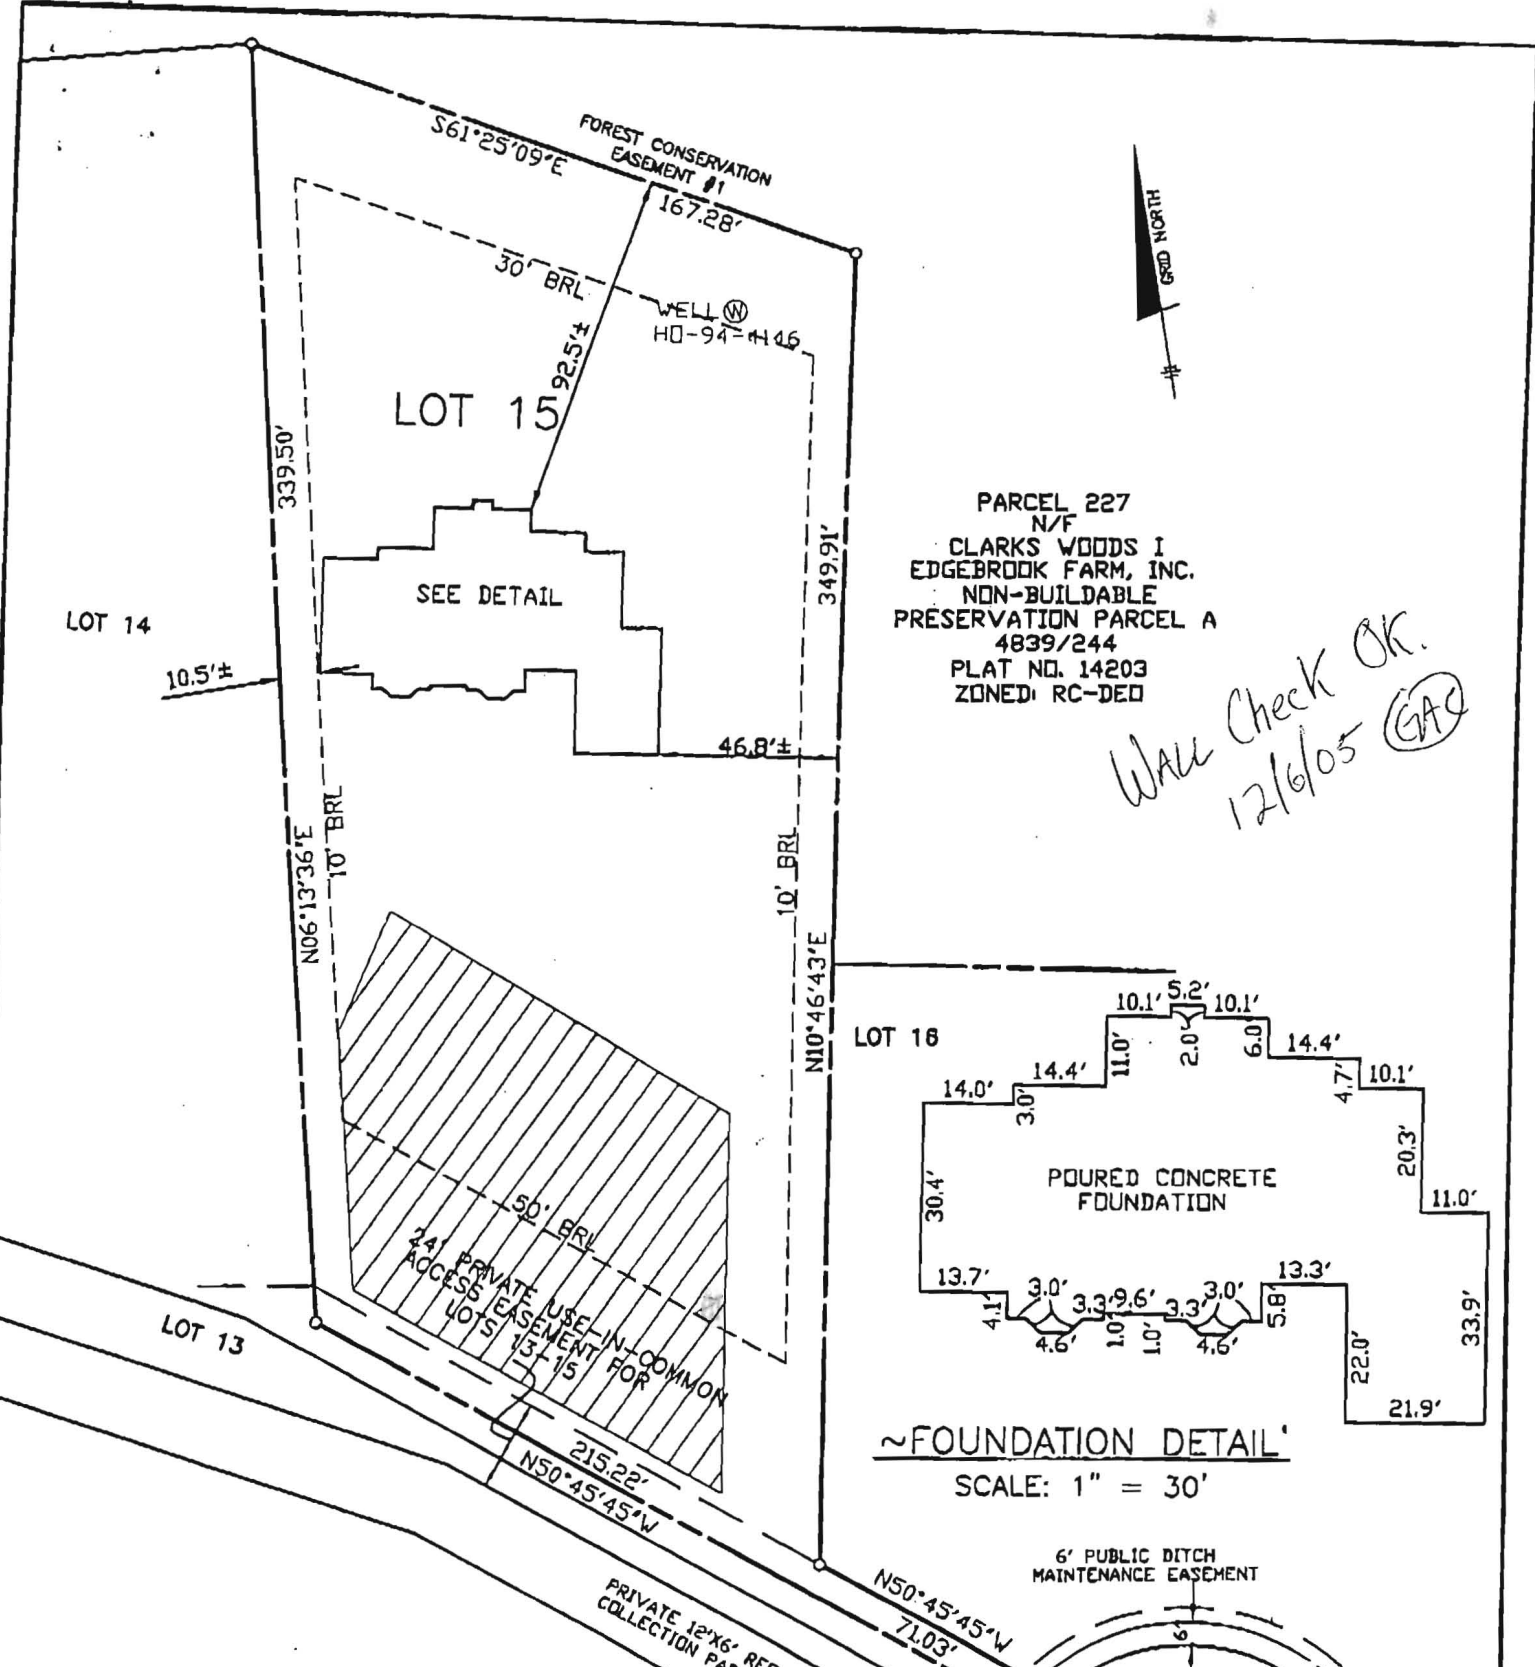 S61°25'09"E
FOREST CONSERVATION
EASEMENT #1
167.28'
30' BRL
WELL Ⓦ
HO-94-
92.5'±
LOT 15
GRID NORTH
339.50'
349.91'
SEE DETAIL
PARCEL 227
N/F
CLARKS WOODS I
EDGEBROOK FARM, INC.
NON-BUILDABLE
PRESERVATION PARCEL A
4839/244
PLAT NO. 14203
ZONED: RC-DEO
LOT 14
10.5'±
46.8'±
WALL Check OK.
12/6/05 GAC
10' BRL
N06°13'36"E
10' BRL
N10°46'43"E
LOT 16
5.2'
10.1'
10.1'
11.0'
2.0'
6.0'
14.4'
14.4'
4.7'
10.1'
14.0'
3.0'
20.3'
30.4'
POURED CONCRETE
FOUNDATION
11.0'
13.7'
4.1'
3.0'
4.6'
3.3'
1.0'
9.6'
1.0'
3.3'
3.0'
4.6'
5.8'
13.3'
22.0'
33.9'
21.9'
~FOUNDATION DETAIL'
SCALE: 1" = 30'
50' BRL
24' PRIVATE USE-IN-COMMON
ACCESS EASEMENT FOR
LOTS 13-15
LOT 13
215.22'
N50°45'45"W
6' PUBLIC DITCH
MAINTENANCE EASEMENT
6'
N50°45'45"W
71.03'
PRIVATE 12'X6'
COLLECTION